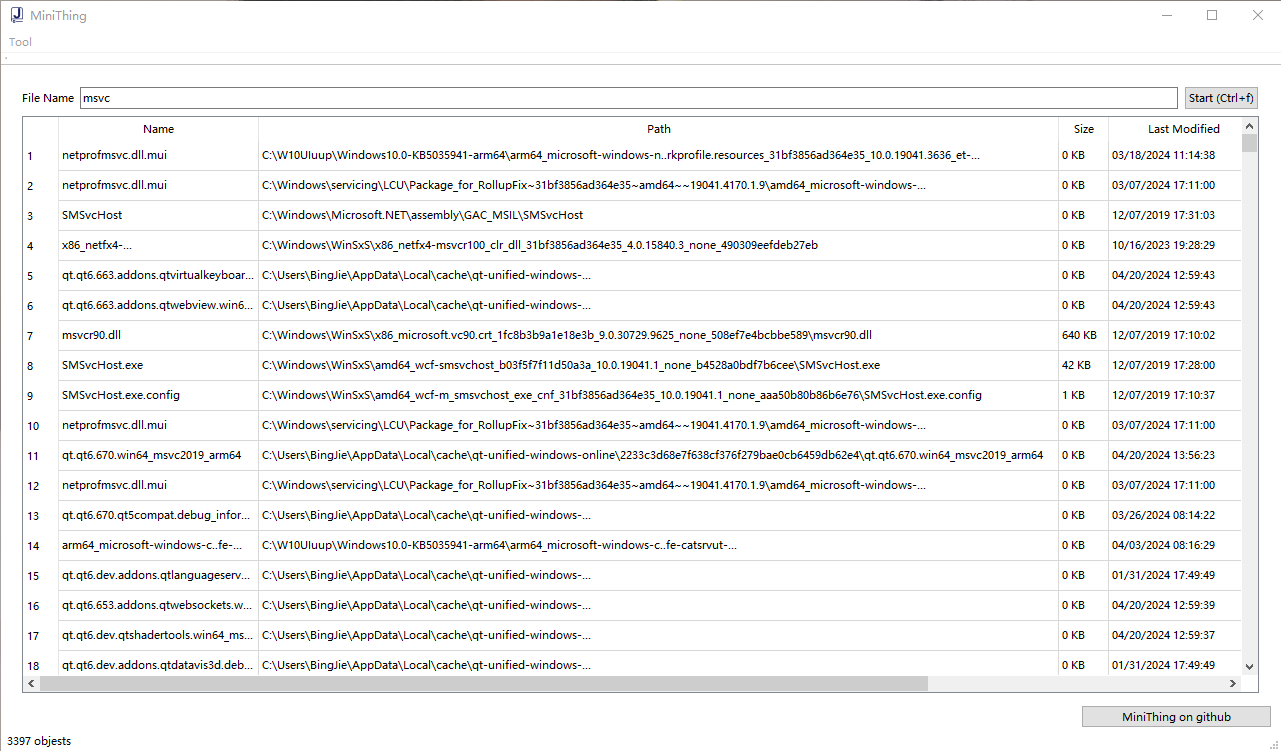 MiniThing
Tool
File Name msvc Start (Ctrl+f)
Name Path Size Last Modified
1 netprofmsvc.dll.mui C:\W10UIuup\Windows10.0-KB5035941-arm64\arm64_microsoft-windows-n..rkprofile.resources_31bf3856ad364e35_10.0.19041.3636_et-... 0 KB 03/18/2024 11:14:38
2 netprofmsvc.dll.mui C:\Windows\servicing\LCU\Package_for_RollupFix~31bf3856ad364e35~amd64~~19041.4170.1.9\amd64_microsoft-windows-... 0 KB 03/07/2024 17:11:00
3 SMSvcHost C:\Windows\Microsoft.NET\assembly\GAC_MSIL\SMSvcHost 0 KB 12/07/2019 17:31:03
4 x86_netfx4-... C:\Windows\WinSxS\x86_netfx4-msvcr100_clr_dll_31bf3856ad364e35_4.0.15840.3_none_490309eefdeb27eb 0 KB 10/16/2023 19:28:29
5 qt.qt6.663.addons.qtvirtualkeyboar... C:\Users\BingJie\AppData\Local\cache\qt-unified-windows-... 0 KB 04/20/2024 12:59:43
6 qt.qt6.663.addons.qtwebview.win6... C:\Users\BingJie\AppData\Local\cache\qt-unified-windows-... 0 KB 04/20/2024 12:59:43
7 msvcr90.dll C:\Windows\WinSxS\x86_microsoft.vc90.crt_1fc8b3b9a1e18e3b_9.0.30729.9625_none_508ef7e4bcbbe589\msvcr90.dll 640 KB 12/07/2019 17:10:02
8 SMSvcHost.exe C:\Windows\WinSxS\amd64_wcf-smsvchost_b03f5f7f11d50a3a_10.0.19041.1_none_b4528a0bdf7b6cee\SMSvcHost.exe 42 KB 12/07/2019 17:28:00
9 SMSvcHost.exe.config C:\Windows\WinSxS\amd64_wcf-m_smsvchost_exe_cnf_31bf3856ad364e35_10.0.19041.1_none_aaa50b80b86b6e76\SMSvcHost.exe.config 1 KB 12/07/2019 17:10:37
10 netprofmsvc.dll.mui C:\Windows\servicing\LCU\Package_for_RollupFix~31bf3856ad364e35~amd64~~19041.4170.1.9\amd64_microsoft-windows-... 0 KB 03/07/2024 17:11:00
11 qt.qt6.670.win64_msvc2019_arm64 C:\Users\BingJie\AppData\Local\cache\qt-unified-windows-online\2233c3d68e7f638cf376f279bae0cb6459db62e4\qt.qt6.670.win64_msvc2019_arm64 0 KB 04/20/2024 13:56:23
12 netprofmsvc.dll.mui C:\Windows\servicing\LCU\Package_for_RollupFix~31bf3856ad364e35~amd64~~19041.4170.1.9\amd64_microsoft-windows-... 0 KB 03/07/2024 17:11:00
13 qt.qt6.670.qt5compat.debug_infor... C:\Users\BingJie\AppData\Local\cache\qt-unified-windows-... 0 KB 03/26/2024 08:14:22
14 arm64_microsoft-windows-c..fe-... C:\W10UIuup\Windows10.0-KB5035941-arm64\arm64_microsoft-windows-c..fe-catsrvut-... 0 KB 04/03/2024 08:16:29
15 qt.qt6.dev.addons.qtlanguageserv... C:\Users\BingJie\AppData\Local\cache\qt-unified-windows-... 0 KB 01/31/2024 17:49:49
16 qt.qt6.653.addons.qtwebsockets.w... C:\Users\BingJie\AppData\Local\cache\qt-unified-windows-... 0 KB 04/20/2024 12:59:39
17 qt.qt6.dev.qtshadertools.win64_ms... C:\Users\BingJie\AppData\Local\cache\qt-unified-windows-... 0 KB 04/20/2024 12:59:37
18 qt.qt6.dev.addons.qtdatavis3d.deb... C:\Users\BingJie\AppData\Local\cache\qt-unified-windows-... 0 KB 01/31/2024 17:49:49
MiniThing on github
3397 objests